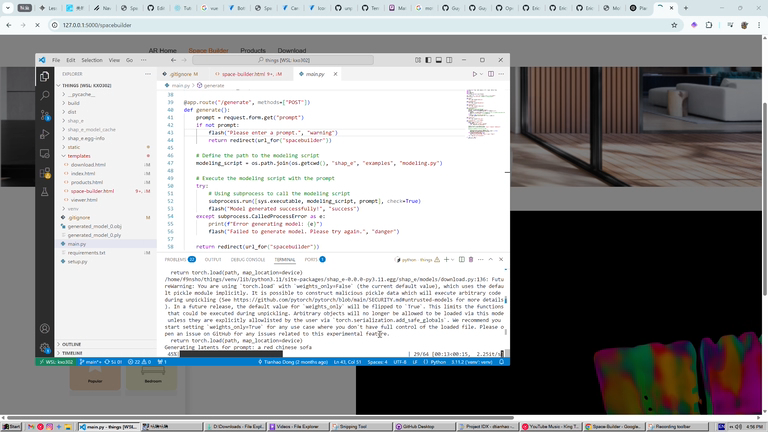 127.0.0.1:5000/spacebuilder
AR Home Space Builder Products Download
Edit Selection View Go
things [WSL: kxo302]
EXPLORER
.gitignore M space-builder.html 9+, M main.py
THINGS [WSL: KXO302]
main.py > generate
__pycache__
build
dist
shap_e
shap_e_model_cache
shap_e.egg-info
static
templates
download.html
index.html
products.html
space-builder.html 9+, M
viewer.html
venv
.gitignore M
generated_model_0.obj
generated_model_0.ply
main.py
requirements.txt
setup.py
38
39 @app.route("/generate", methods=["POST"])
40 def generate():
41 prompt = request.form.get("prompt")
42 if not prompt:
43 flash("Please enter a prompt.", "warning")
44 return redirect(url_for("spacebuilder"))
45
46 # Define the path to the modeling script
47 modeling_script = os.path.join(os.getcwd(), "shap_e", "examples", "modeling.py")
48
49 # Execute the modeling script with the prompt
50 try:
51 # Using subprocess to call the modeling script
52 subprocess.run([sys.executable, modeling_script, prompt], check=True)
53 flash("Model generated successfully!", "success")
54 except subprocess.CalledProcessError as e:
55 print(f"Error generating model: {e}")
56 flash("Failed to generate model. Please try again.", "danger")
57
58 return redirect(url_for("spacebuilder"))
PROBLEMS OUTPUT DEBUG CONSOLE TERMINAL PORTS 1
python - things
return torch.load(path, map_location=device)
/home/f9insho/things/venv/lib/python3.11/site-packages/shap_e-0.0.0-py3.11.egg/shap_e/models/download.py:136: Futu
reWarning: You are using `torch.load` with `weights_only=False` (the current default value), which uses the defau
lt pickle module implicitly. It is possible to construct malicious pickle data which will execute arbitrary code
during unpickling (See https://github.com/pytorch/pytorch/blob/main/SECURITY.md#untrusted-models for more details
). In a future release, the default value for `weights_only` will be flipped to `True`. This limits the functions
that could be executed during unpickling. Arbitrary objects will no longer be allowed to be loaded via this mode
unless they are explicitly allowlisted by the user via `torch.serialization.add_safe_globals`. We recommend you
start setting `weights_only=True` for any use case where you don't have full control of the loaded file. Please o
pen an issue on GitHub for any issues related to this experimental feature.
return torch.load(path, map_location=device)
Generating latents for prompt: a red chinese sofa
45% | 29/64 [00:13<00:15, 2.25it/s]
OUTLINE
TIMELINE
WSL: kxo302 main* Tianhao Dong (2 months ago) Ln 43, Col 51 Spaces: 4 UTF-8 LF Python 3.11.2 ('venv': venv)
Popular Bedroom
Start main.py - things [WSL... D:\Downloads - File Expl... Videos - File Explorer Snipping Tool GitHub Desktop Project IDX - dtianhao... YouTube Music - King T... Space-Builder - Google... Recording toolbar 4:56 PM